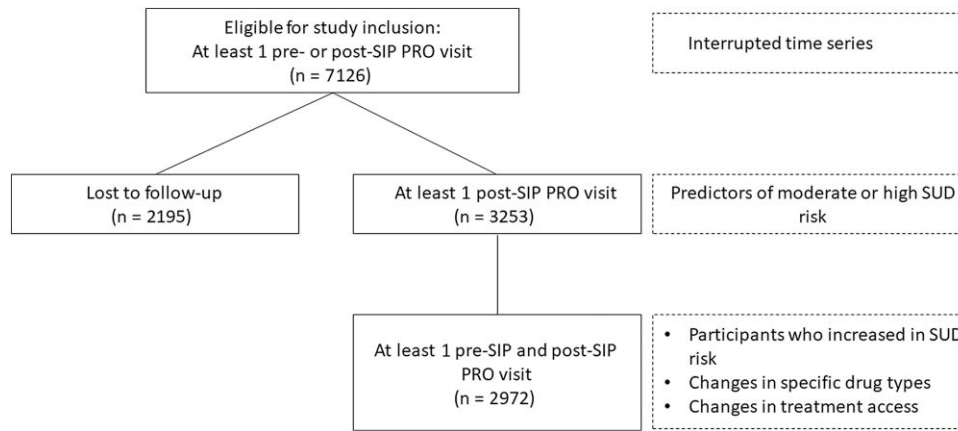 Eligible for study inclusion:
At least 1 pre- or post-SIP PRO visit
(n = 7126)
Interrupted time series
Lost to follow-up
(n = 2195)
At least 1 post-SIP PRO visit
(n = 3253)
Predictors of moderate or high SUD
risk
At least 1 pre-SIP and post-SIP
PRO visit
(n = 2972)
• Participants who increased in SUD
risk
• Changes in specific drug types
• Changes in treatment access